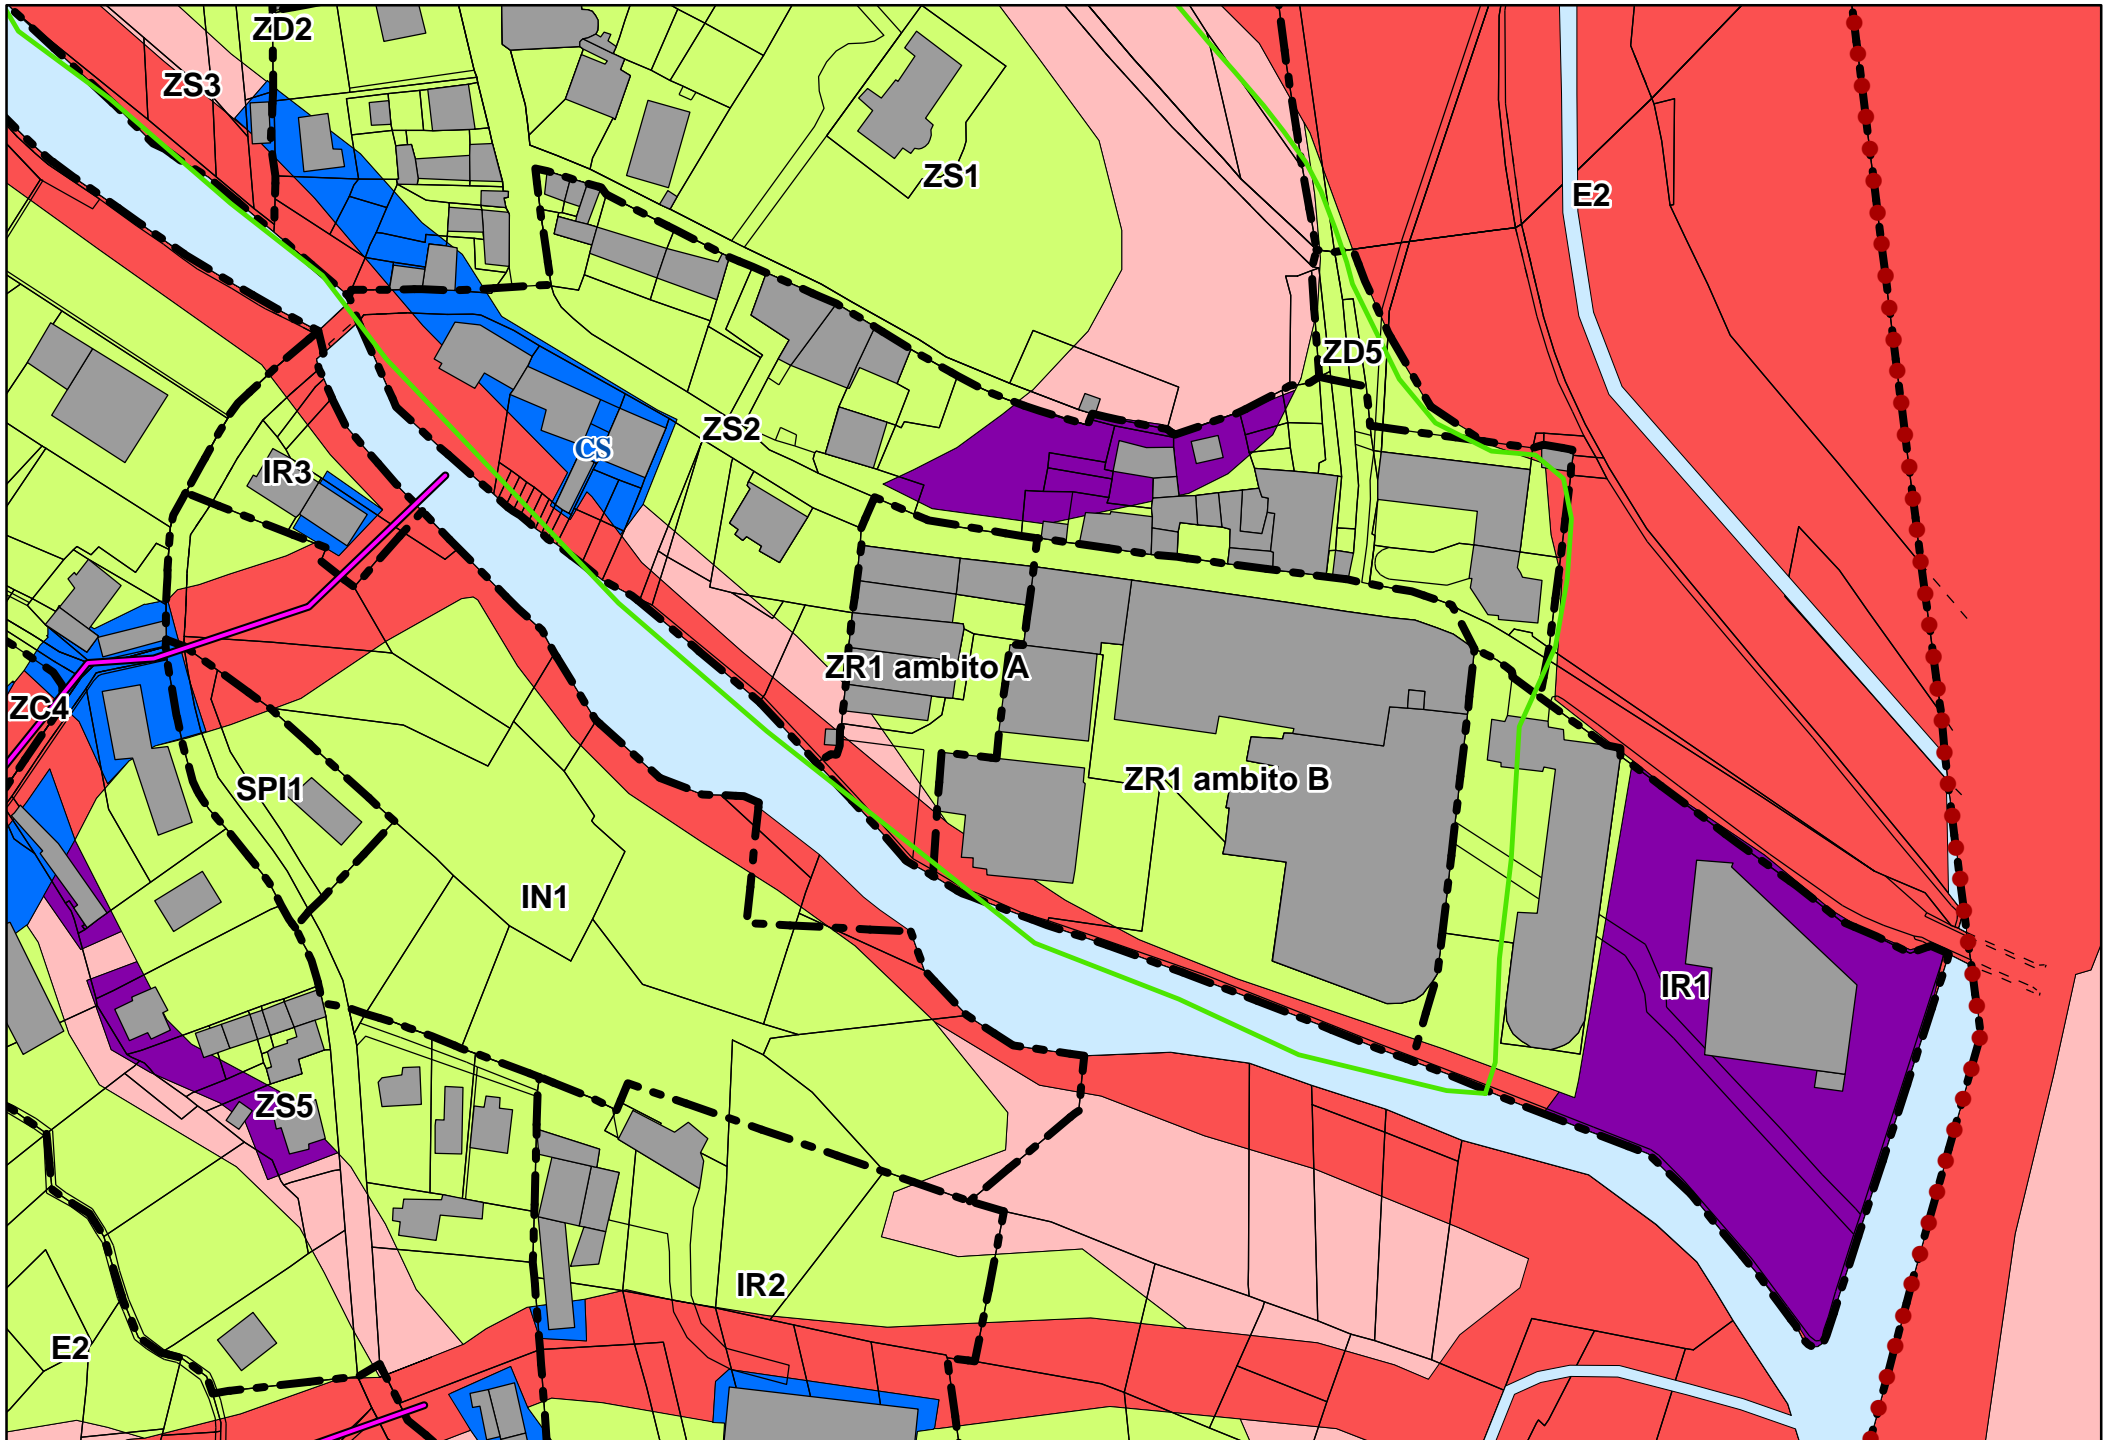 ZD2
ZS3
ZS1
E2
ZD5
ZS2
CS
IR3
ZR1 ambito A
ZC4
ZR1 ambito B
SPI1
IN1
IR1
ZS5
IR2
E2